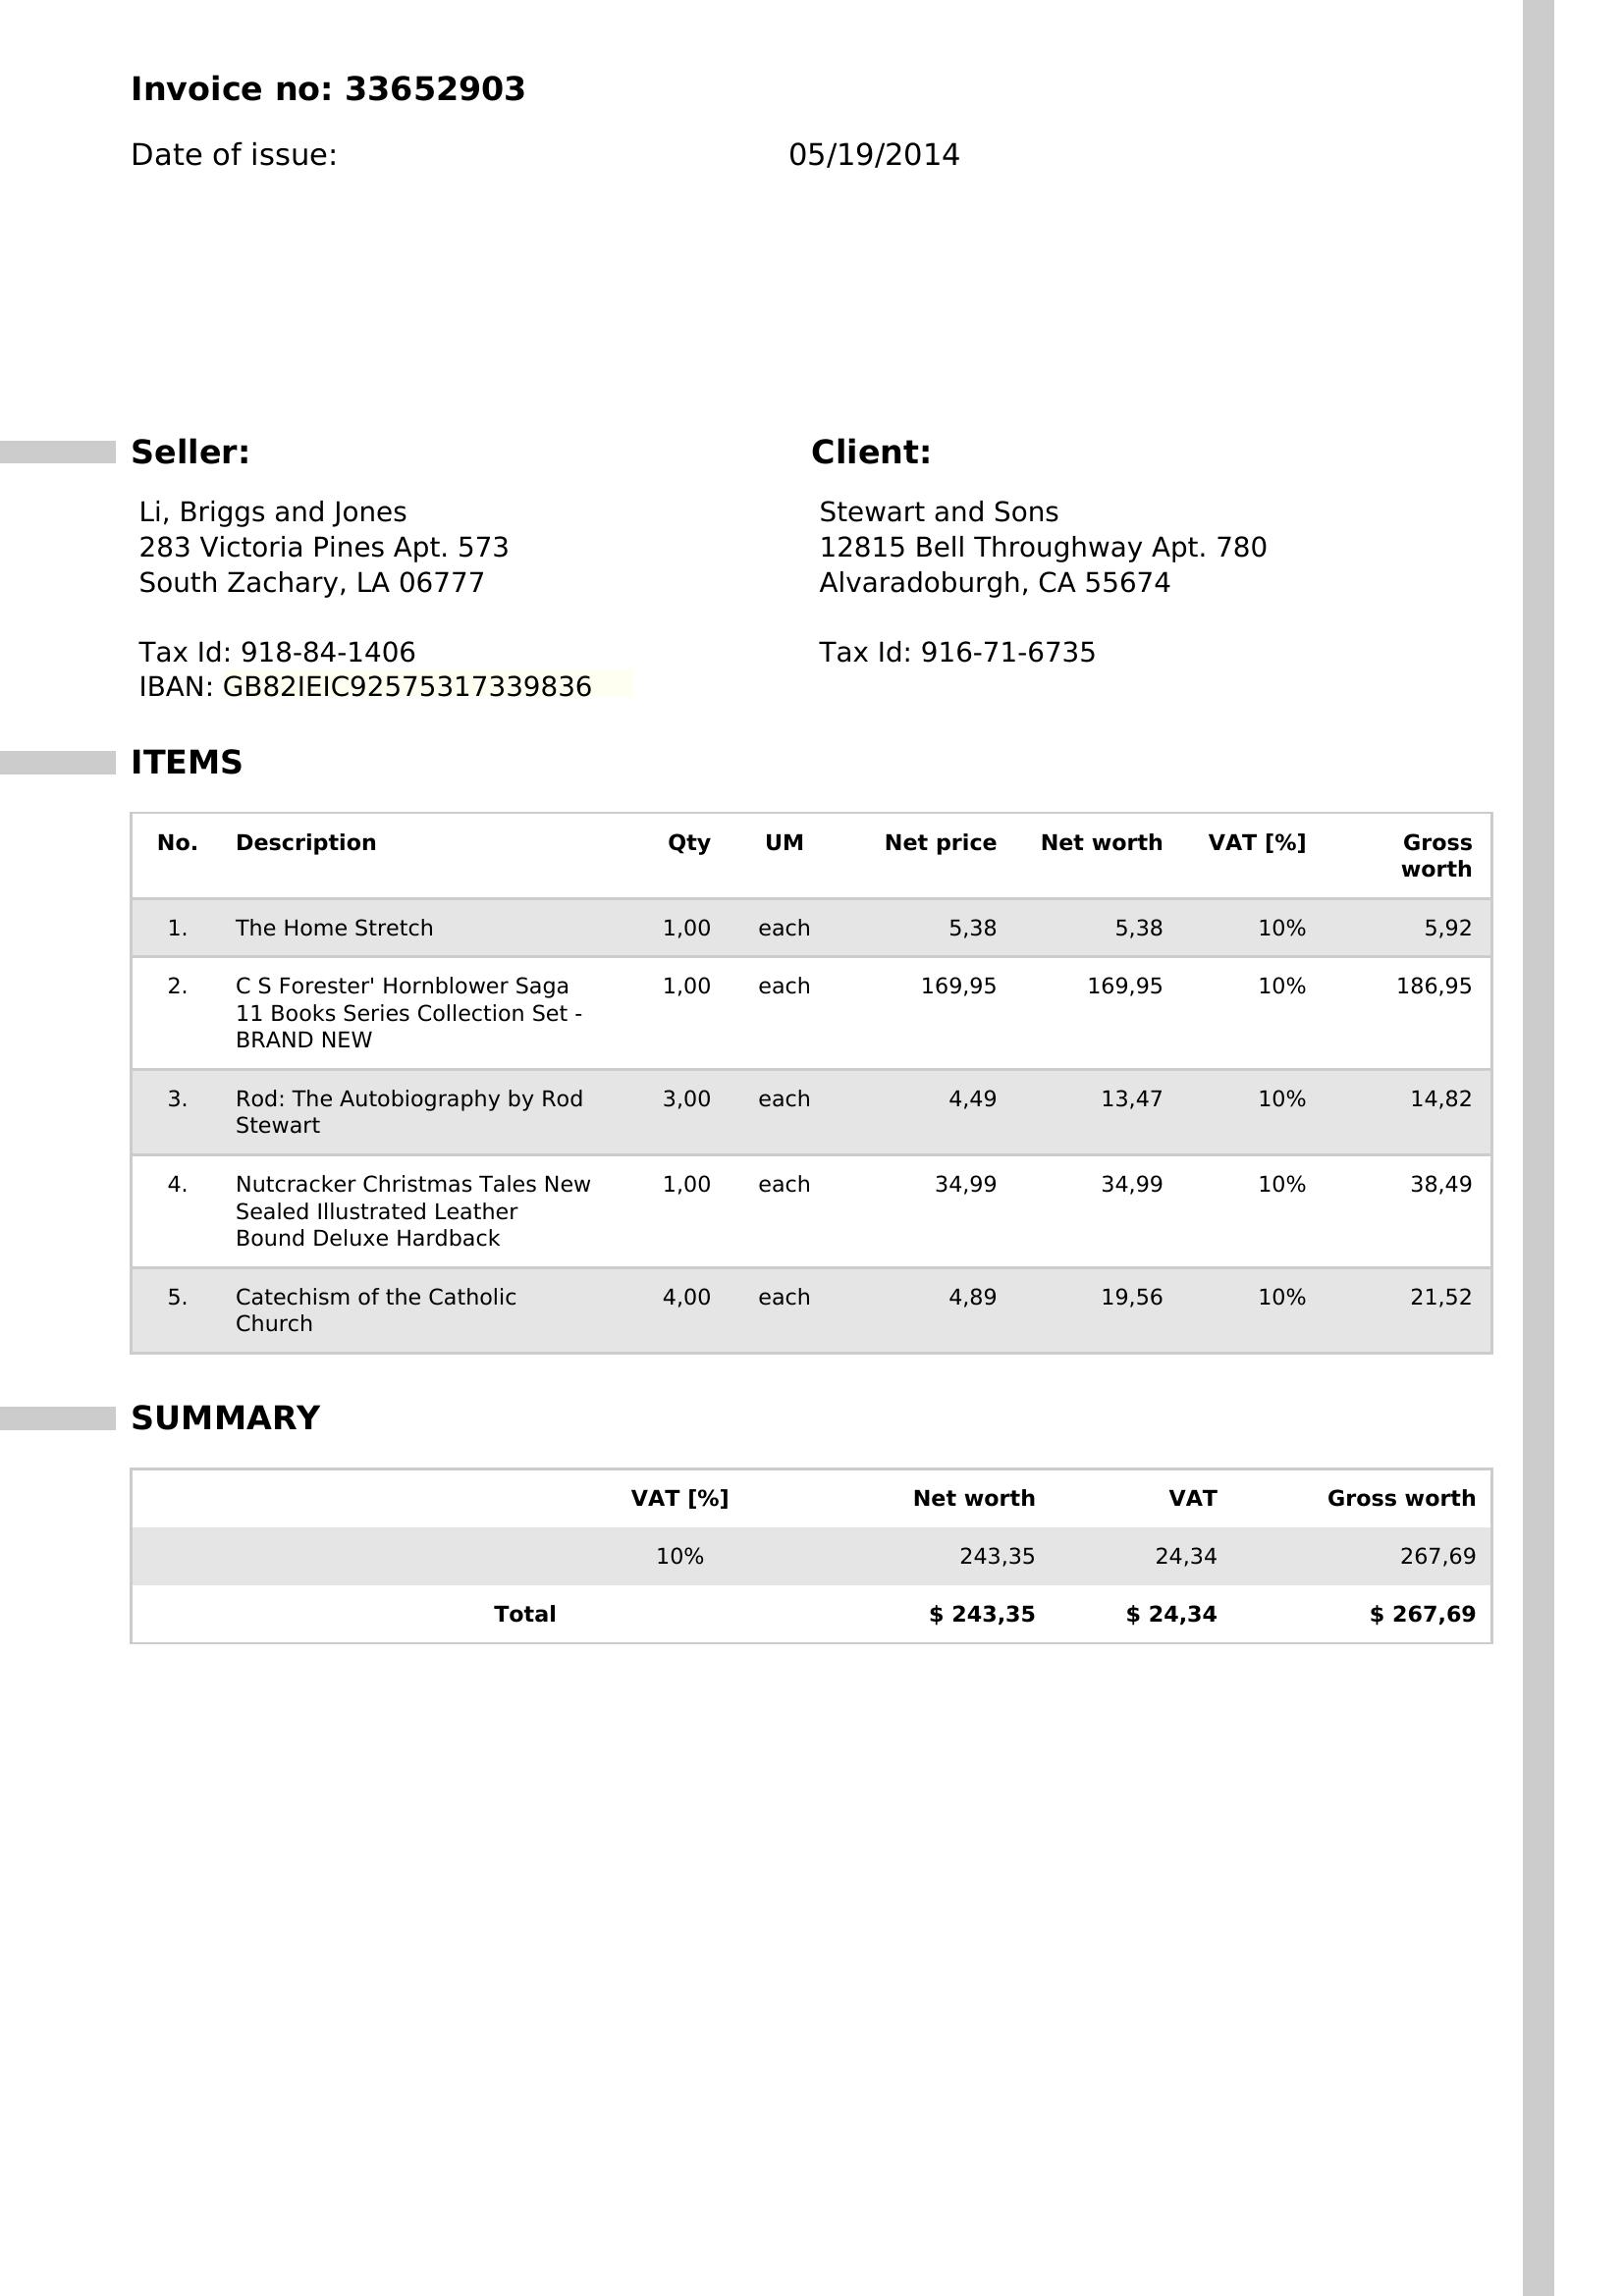 Invoice no: 33652903
Date of issue: 05/19/2014
Seller:
Li, Briggs and Jones
283 Victoria Pines Apt. 573
South Zachary, LA 06777
Tax Id: 918-84-1406
IBAN: GB82IEIC92575317339836
Client:
Stewart and Sons
12815 Bell Throughway Apt. 780
Alvaradoburgh, CA 55674
Tax Id: 916-71-6735
ITEMS
No. Description Qty UM Net price Net worth VAT [%] Gross
worth
1. The Home Stretch 1,00 each 5,38 5,38 10% 5,92
2. C S Forester' Hornblower Saga 1,00 each 169,95 169,95 10% 186,95
11 Books Series Collection Set -
BRAND NEW
3. Rod: The Autobiography by Rod 3,00 each 4,49 13,47 10% 14,82
Stewart
4. Nutcracker Christmas Tales New 1,00 each 34,99 34,99 10% 38,49
Sealed Illustrated Leather
Bound Deluxe Hardback
5. Catechism of the Catholic 4,00 each 4,89 19,56 10% 21,52
Church
SUMMARY
VAT [%] Net worth VAT Gross worth
10% 243,35 24,34 267,69
Total $ 243,35 $ 24,34 $ 267,69